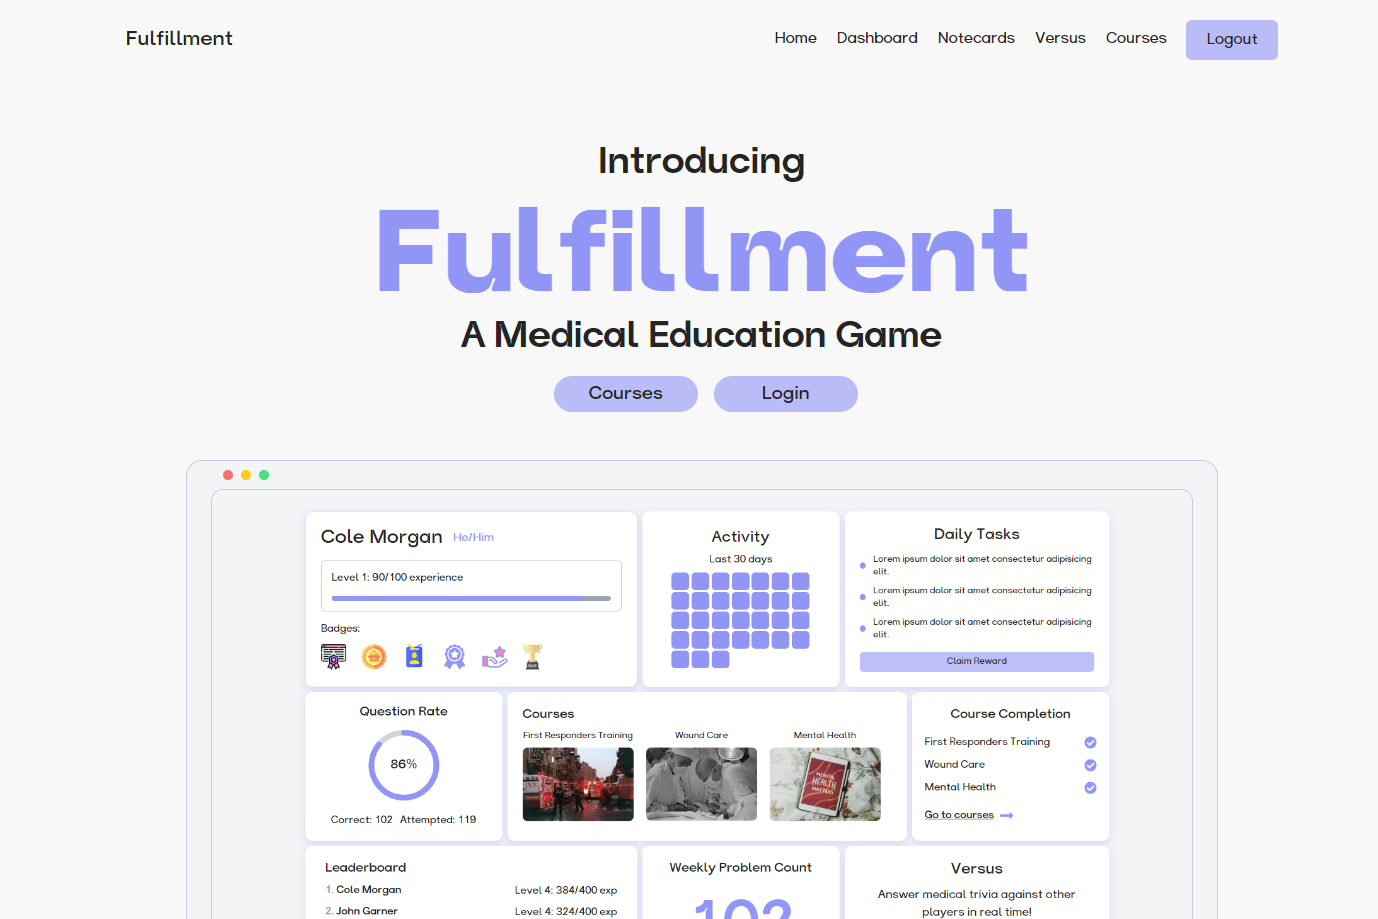 Fulfillment
Home Dashboard Notecards Versus Courses Logout
Introducing
Fulfillment
A Medical Education Game
Courses Login
Cole Morgan He/Him
Level 1: 90/100 experience
Badges:
Activity
Last 30 days
Daily Tasks
Lorem ipsum dolor sit amet consectetur adipisicing
elit.
Lorem ipsum dolor sit amet consectetur adipisicing
elit.
Lorem ipsum dolor sit amet consectetur adipisicing
elit.
Claim Reward
Question Rate
86%
Correct: 102 Attempted: 119
Courses
First Responders Training Wound Care Mental Health
MENTAL
HEALTH
MATTERS
Course Completion
First Responders Training
Wound Care
Mental Health
Go to courses
Leaderboard
1. Cole Morgan Level 4: 384/400 exp
2. John Garner Level 4: 324/400 exp
Weekly Problem Count
102
Versus
Answer medical trivia against other
players in real time!